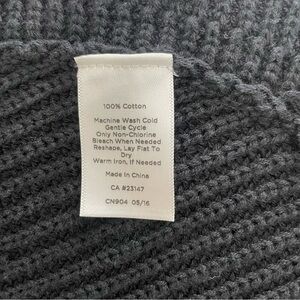 100% Cotton
Machine Wash Cold
Gentle Cycle
Only Non-Chlorine
Bleach When Needed
Reshape, Lay Flat To
Dry
Warm Iron, If Needed
Made In China
CA #23147
CN904 05/16